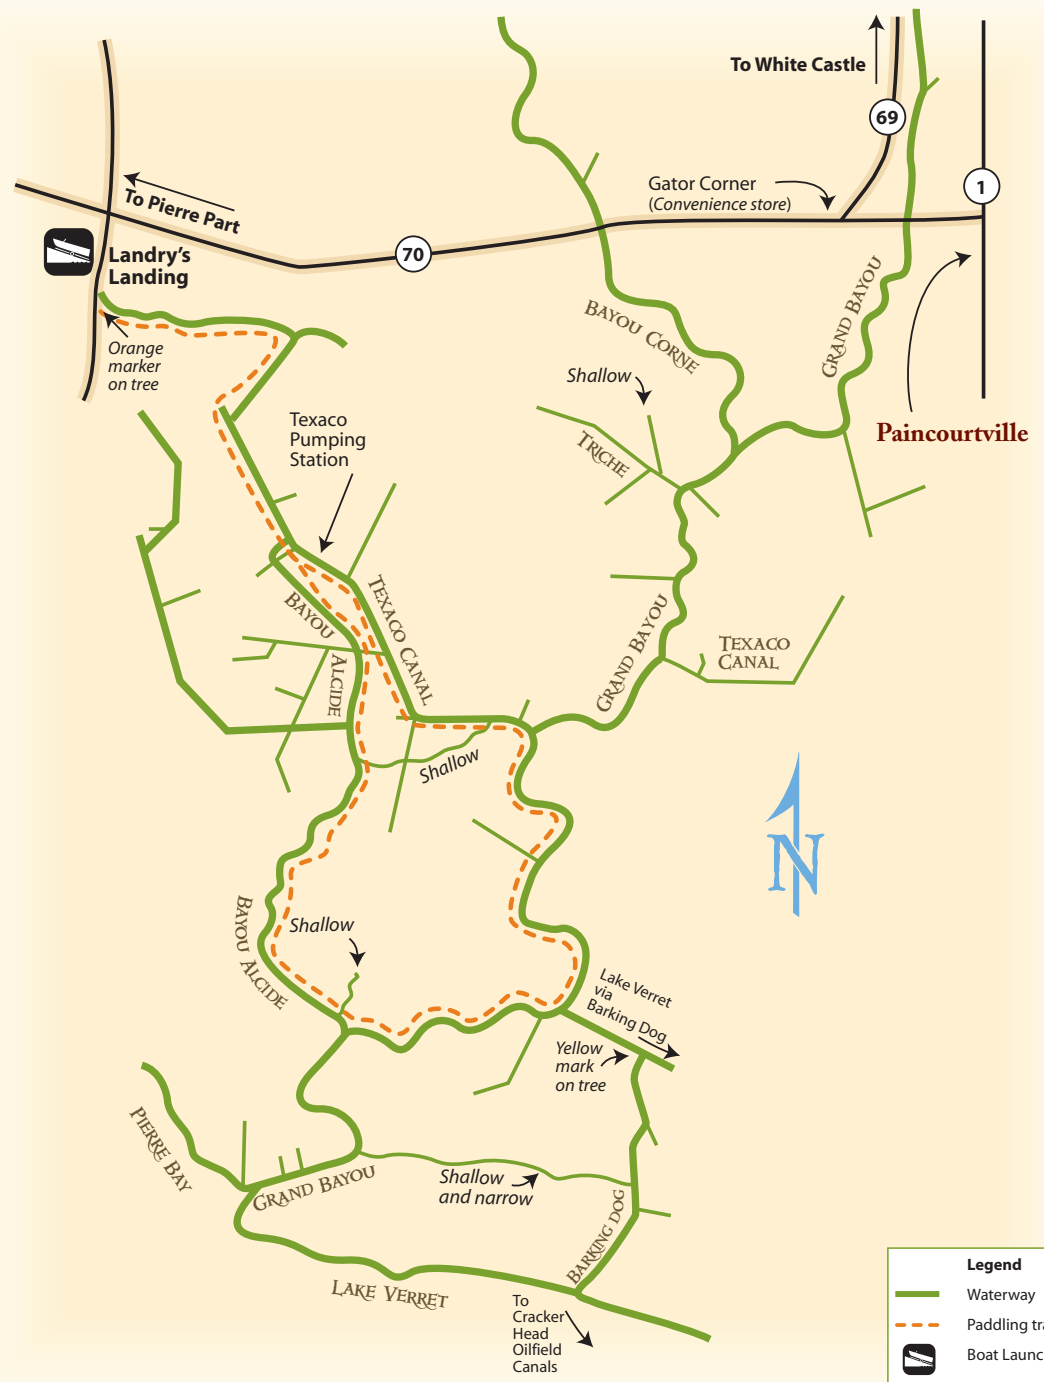 To White Castle
69
1
Gator Corner
(Convenience store)
To Pierre Part
70
Landry's
Landing
Orange
marker
on tree
BAYOU CORNE
GRAND BAYOU
Shallow
Paincourtville
Texaco
Pumping
Station
TRICHE
BAYOU
ALCIDE
TEXACO CANAL
GRAND BAYOU
TEXACO
CANAL
Shallow
N
BAYOU ALCIDE
Shallow
Lake Verret
via
Barking Dog
Yellow
mark
on tree
PIERRE BAY
GRAND BAYOU
Shallow
and narrow
BARKING DOG
LAKE VERRET
To
Cracker
Head
Oilfield
Canals
Legend
Waterway
Paddling tra
Boat Launc